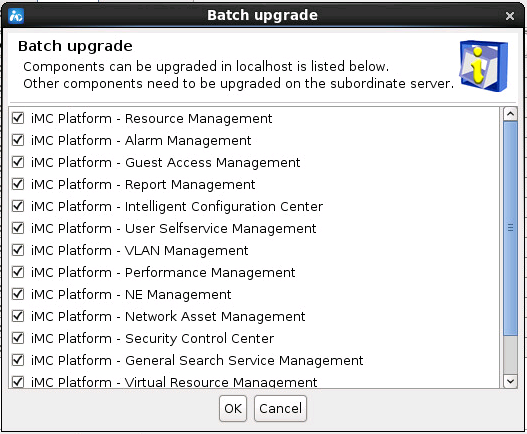 Batch upgrade
Batch upgrade
Components can be upgraded in localhost is listed below.
Other components need to be upgraded on the subordinate server.
iMC Platform - Resource Management
iMC Platform - Alarm Management
iMC Platform - Guest Access Management
iMC Platform - Report Management
iMC Platform - Intelligent Configuration Center
iMC Platform - User Selfservice Management
iMC Platform - VLAN Management
iMC Platform - Performance Management
iMC Platform - NE Management
iMC Platform - Network Asset Management
iMC Platform - Security Control Center
iMC Platform - General Search Service Management
iMC Platform - Virtual Resource Management
OK Cancel